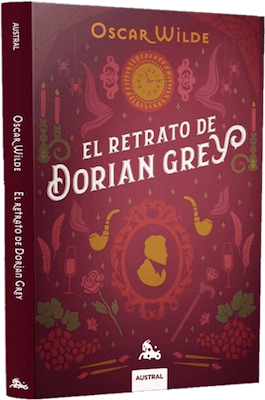 AUSTRAL
OSCAR WILDE
EL RETRATO DE DORIAN GREY
OSCAR WILDE
EL RETRATO DE
DORIAN GREY
AUSTRAL